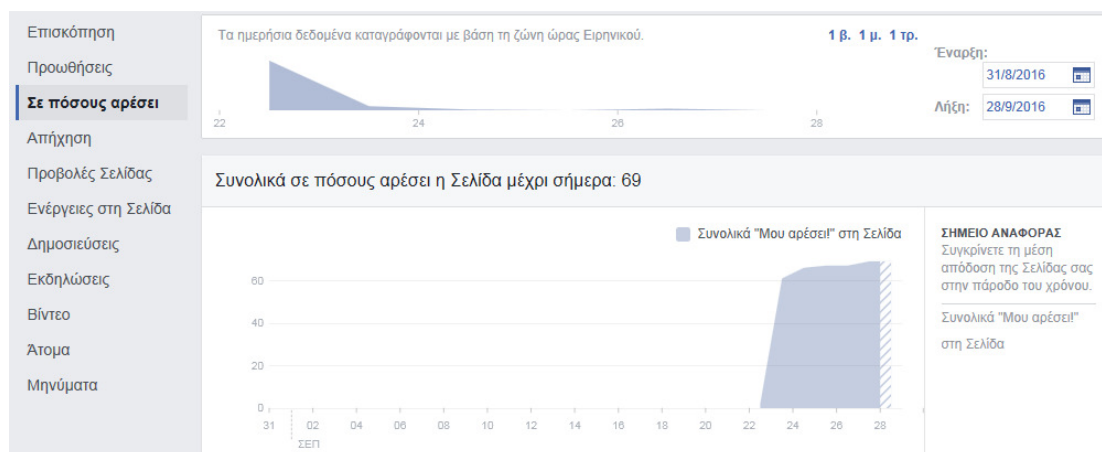 Επισκόπηση
Προωθήσεις
Σε πόσους αρέσει
Απήχηση
Προβολές Σελίδας
Ενέργειες στη Σελίδα
Δημοσιεύσεις
Εκδηλώσεις
Βίντεο
Άτομα
Μηνύματα
Τα ημερήσια δεδομένα καταγράφονται με βάση τη ζώνη ώρας Ειρηνικού.
1 β. 1 μ. 1 τρ.
Έναρξη:
31/8/2016
Λήξη: 28/9/2016
22 24 26 28
Συνολικά σε πόσους αρέσει η Σελίδα μέχρι σήμερα: 69
Συνολικά "Μου αρέσει!" στη Σελίδα
60
40
20
0
31 02 04 06 08 10 12 14 16 18 20 22 24 26 28
ΣΕΠ
ΣΗΜΕΙΟ ΑΝΑΦΟΡΑΣ
Συγκρίνετε τη μέση
απόδοση της Σελίδας σας
στην πάροδο του χρόνου.
Συνολικά "Μου αρέσει!"
στη Σελίδα